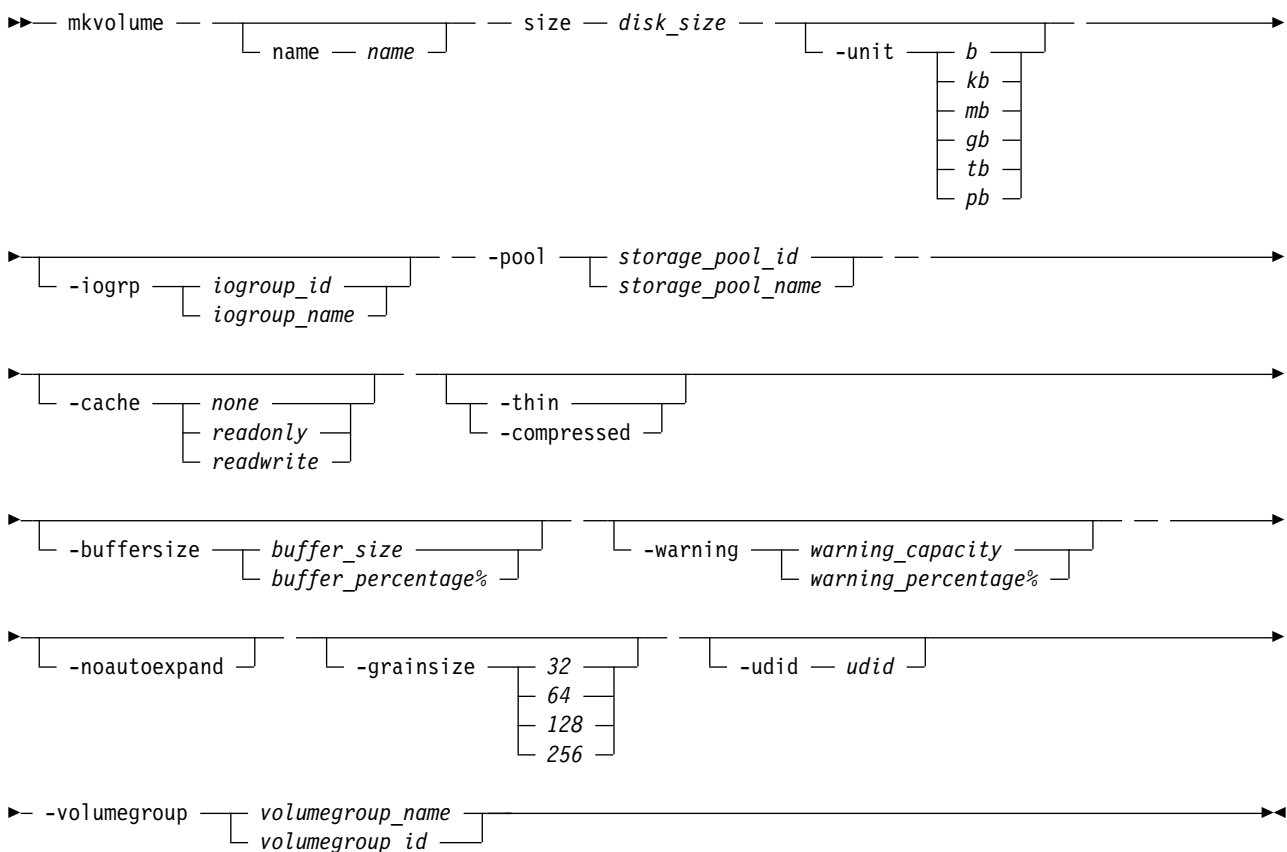 mkvolume name name size disk_size -unit b
kb
mb
gb
tb
pb
-iogrp iogroup_id -pool storage_pool_id
iogroup_name storage_pool_name
-cache none -thin
readonly -compressed
readwrite
-buffersize buffer_size -warning warning_capacity
buffer_percentage% warning_percentage%
-noautoexpand -grainsize 32 -udid udid
64
128
256
-volumegroup volumegroup_name
volumegroup_id